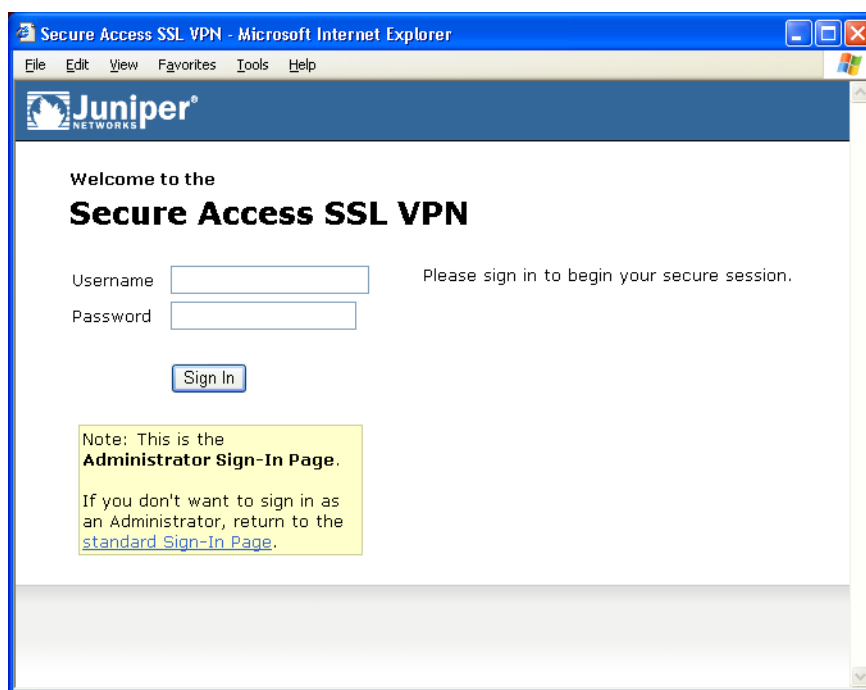 Secure Access SSL VPN - Microsoft Internet Explorer
File Edit View Favorites Tools Help
Juniper®
NETWORKS
Welcome to the
Secure Access SSL VPN
Username
Please sign in to begin your secure session.
Password
Sign In
Note: This is the
Administrator Sign-In Page.
If you don't want to sign in as
an Administrator, return to the
standard Sign-In Page.